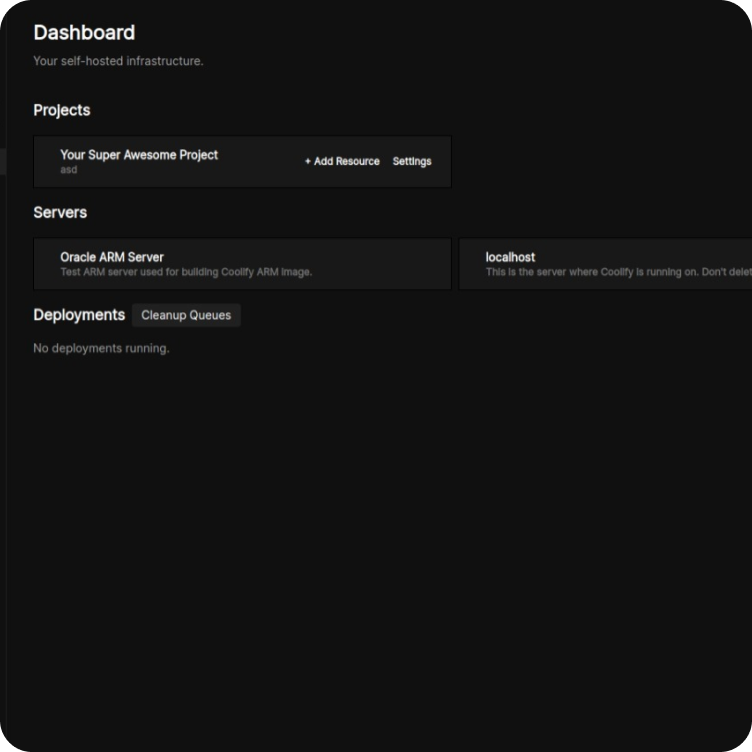 Dashboard
Your self-hosted infrastructure.
Projects
Your Super Awesome Project
asd
+ Add Resource Settings
Servers
Oracle ARM Server
Test ARM server used for building Coolify ARM image.
localhost
This is the server where Coolify is running on. Don't delet
Deployments Cleanup Queues
No deployments running.